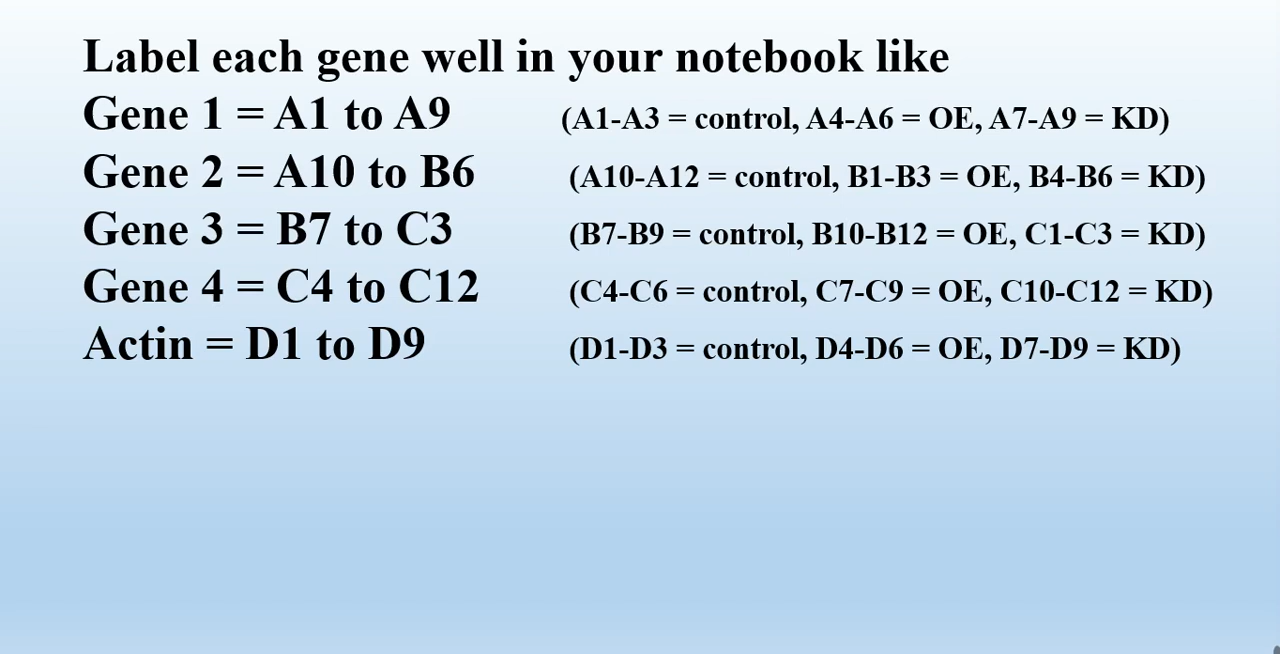 Label each gene well in your notebook like
Gene 1 = A1 to A9 (A1-A3 = control, A4-A6 = OE, A7-A9 = KD)
Gene 2 = A10 to B6 (A10-A12 = control, B1-B3 = OE, B4-B6 = KD)
Gene 3 = B7 to C3 (B7-B9 = control, B10-B12 = OE, C1-C3 = KD)
Gene 4 = C4 to C12 (C4-C6 = control, C7-C9 = OE, C10-C12 = KD)
Actin = D1 to D9 (D1-D3 = control, D4-D6 = OE, D7-D9 = KD)